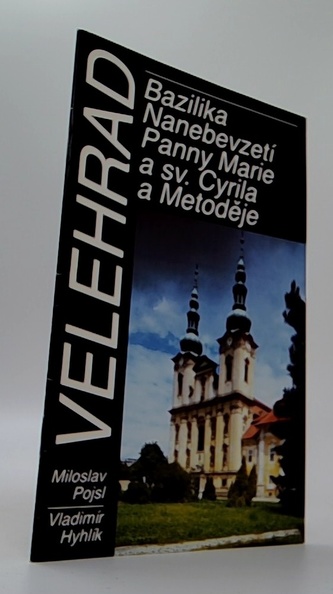 VELEHRAD
Bazilika
Nanebevzetí
Panny Marie
a sv. Cyrila
a Metoděje
Miloslav
Pojsl
Vladimír
Hyhlík